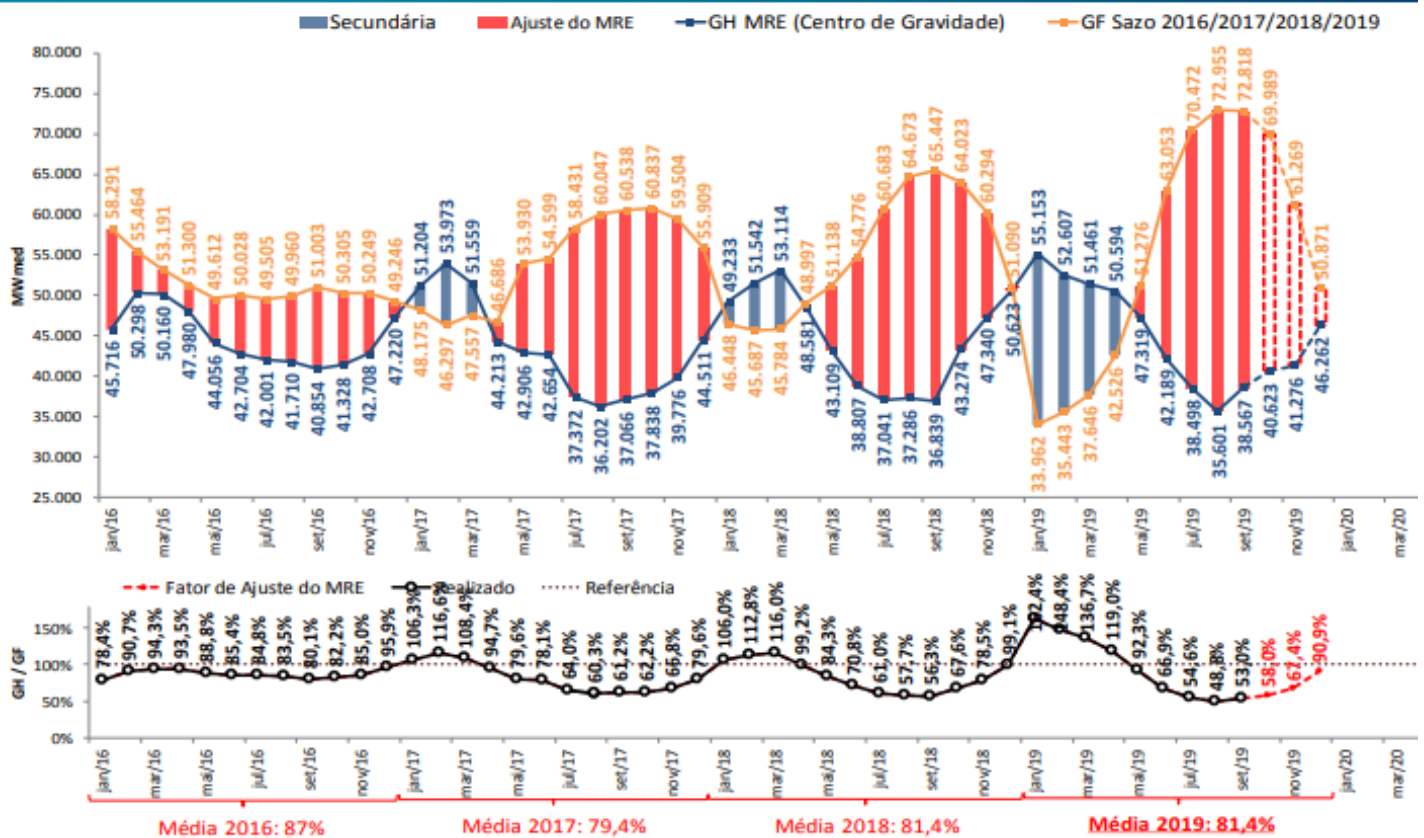 Secundária Ajuste do MRE GH MRE (Centro de Gravidade) GF Sazo 2016/2017/2018/2019
80.000
75.000
70.000
65.000
60.000
55.000
50.000
45.000
40.000
35.000
30.000
25.000
MWmed
58.291 55.464 53.191 51.300 49.612 50.028 49.505 49.960 51.003 50.305 50.249 49.246 48.175 46.297 47.557 46.686 53.930 54.599 58.431 60.047 60.538 60.837 59.504 55.909 46.448 45.687 45.784 48.997 51.138 54.776 60.683 64.673 65.447 64.023 60.294 51.090 33.962 35.443 37.646 42.526 51.276 63.053 70.472 72.955 72.818 69.989 61.269 50.871
45.716 50.298 50.160 47.980 44.056 42.704 42.001 41.710 40.854 41.328 42.708 47.220 51.204 53.973 51.559 44.213 42.906 42.654 37.372 36.202 37.066 37.838 39.776 44.511 49.233 51.542 53.114 48.581 43.109 38.807 37.041 37.286 36.839 43.274 47.340 50.623 55.153 52.607 51.461 50.594 47.319 42.189 38.498 35.601 38.567 40.623 41.276 46.262
jan/16 mar/16 mai/16 jul/16 set/16 nov/16 jan/17 mar/17 mai/17 jul/17 set/17 nov/17 jan/18 mar/18 mai/18 jul/18 set/18 nov/18 jan/19 mar/19 mai/19 jul/19 set/19 nov/19 jan/20 mar/20
Fator de Ajuste do MRE Realizado Referência
150%
100%
50%
0%
GH / GF
78,4% 90,7% 94,3% 93,5% 88,8% 85,4% 84,8% 83,5% 80,1% 82,2% 85,0% 95,9% 106,3% 116,6% 108,4% 94,7% 79,6% 78,1% 64,0% 60,3% 61,2% 62,2% 66,8% 79,6% 106,0% 112,8% 116,0% 99,2% 84,3% 70,8% 61,0% 57,7% 56,3% 67,6% 78,5% 99,1% 162,4% 148,4% 136,7% 119,0% 92,3% 66,9% 54,6% 48,8% 53,0% 58,0% 67,4% 90,9%
jan/16 mar/16 mai/16 jul/16 set/16 nov/16 jan/17 mar/17 mai/17 jul/17 set/17 nov/17 jan/18 mar/18 mai/18 jul/18 set/18 nov/18 jan/19 mar/19 mai/19 jul/19 set/19 nov/19 jan/20 mar/20
Média 2016: 87% Média 2017: 79,4% Média 2018: 81,4% Média 2019: 81,4%